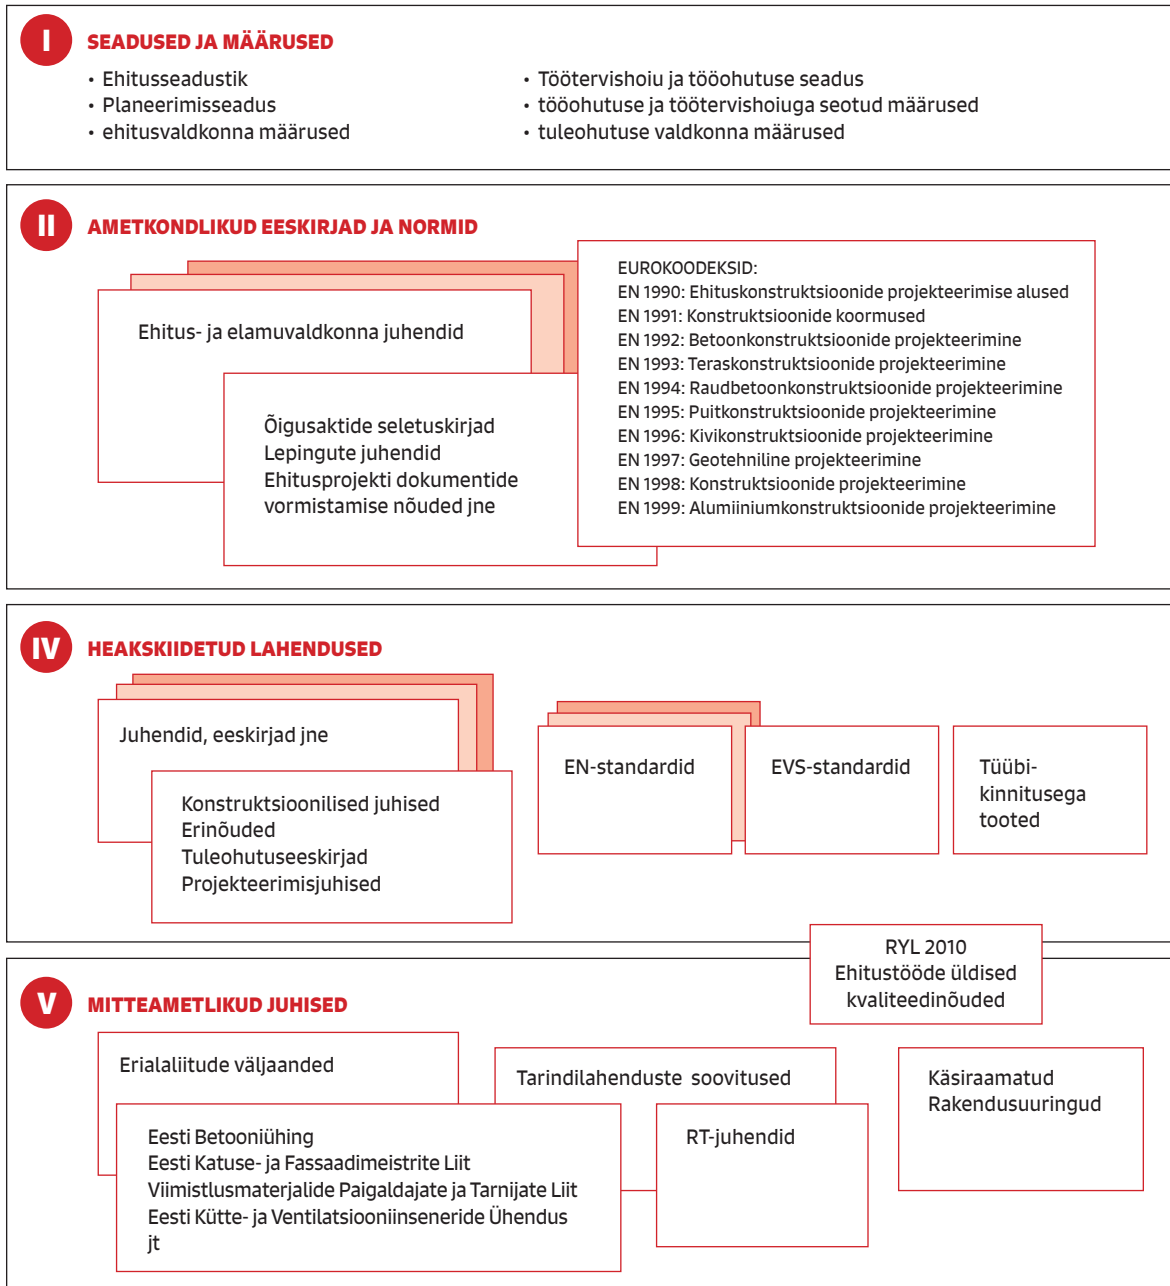 I
SEADUSED JA MÄÄRUSED
• Ehitusseadustik
• Planeerimisseadus
• ehitusvaldkonna määrused
• Töötervishoiu ja tööohutuse seadus
• tööohutuse ja töötervishoiuga seotud määrused
• tuleohutuse valdkonna määrused
II
AMETKONDLIKUD EESKIRJAD JA NORMID
Ehitus- ja elamuvaldkonna juhendid
Õigusaktide seletuskirjad
Lepingute juhendid
Ehitusprojekti dokumentide
vormistamise nõuded jne
EUROKOODEKSID:
EN 1990: Ehituskonstruktsioonide projekteerimise alused
EN 1991: Konstruktsioonide koormused
EN 1992: Betoonkonstruktsioonide projekteerimine
EN 1993: Teraskonstruktsioonide projekteerimine
EN 1994: Raudbetoonkonstruktsioonide projekteerimine
EN 1995: Puitkonstruktsioonide projekteerimine
EN 1996: Kivikonstruktsioonide projekteerimine
EN 1997: Geotehniline projekteerimine
EN 1998: Konstruktsioonide projekteerimine
EN 1999: Alumiiniumkonstruktsioonide projekteerimine
IV
HEAKSKIIDETUD LAHENDUSED
Juhendid, eeskirjad jne
Konstruktsioonilised juhised
Erinõuded
Tuleohutuseeskirjad
Projekteerimisjuhised
EN-standardid
EVS-standardid
Tüübi-
kinnitusega
tooted
RYL 2010
Ehitustööde üldised
kvaliteedinõuded
V
MITTEAMETLIKUD JUHISED
Erialaliitude väljaanded
Eesti Betooniühing
Eesti Katuse- ja Fassaadimeistrite Liit
Viimistlusmaterjalide Paigaldajate ja Tarnijate Liit
Eesti Kütte- ja Ventilatsiooniinseneride Ühendus
jt
Tarindilahenduste soovitused
RT-juhendid
Käsiraamatud
Rakendusuuringud